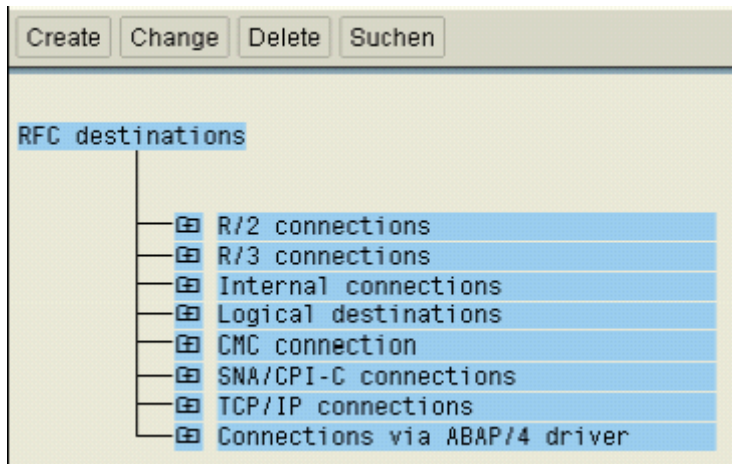 Create Change Delete Suchen
RFC destinations
R/2 connections
R/3 connections
Internal connections
Logical destinations
CMC connection
SNA/CPI-C connections
TCP/IP connections
Connections via ABAP/4 driver